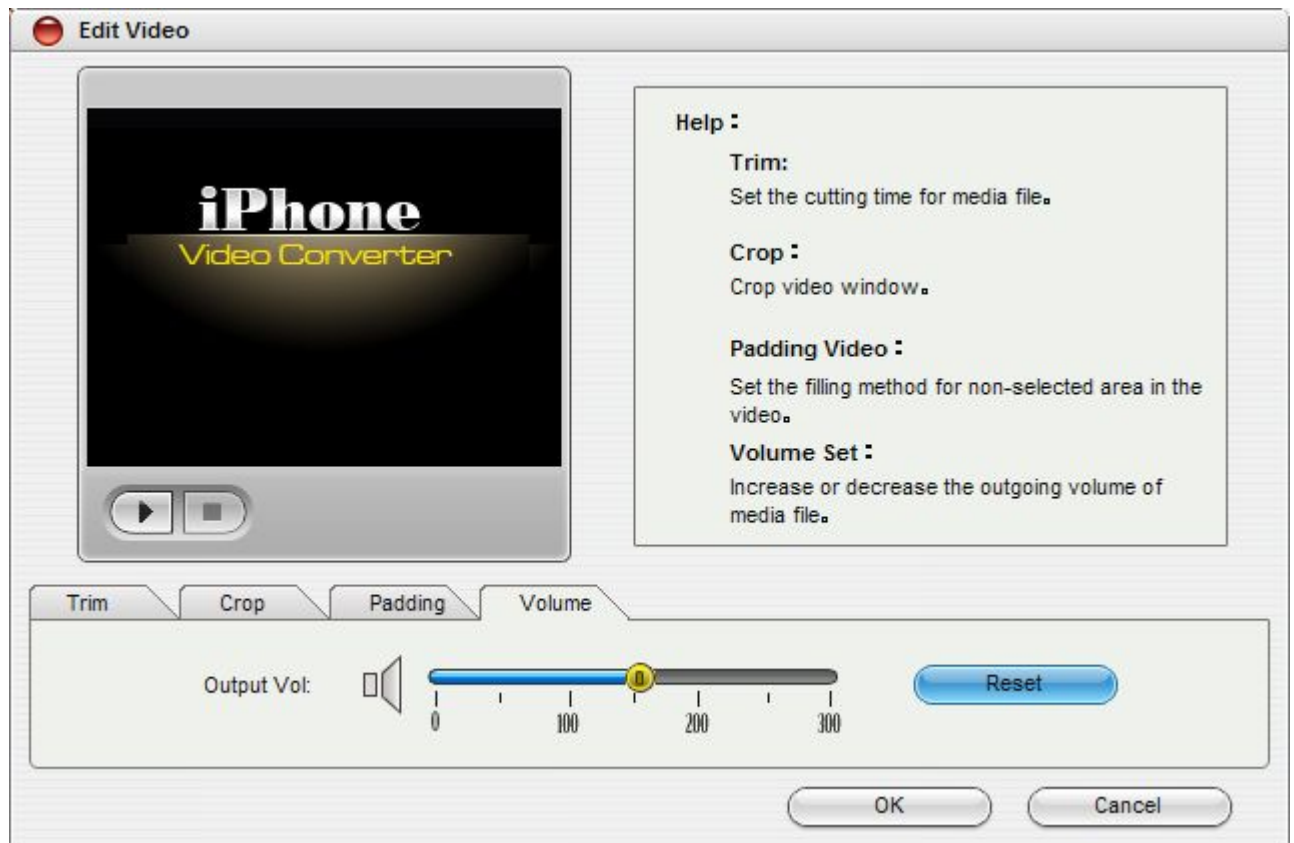 Edit Video
iPhone
Video Converter
Help：
Trim:
Set the cutting time for media file。
Crop：
Crop video window。
Padding Video：
Set the filling method for non-selected area in the
video。
Volume Set：
Increase or decrease the outgoing volume of
media file。
Trim
Crop
Padding
Volume
Output Vol:
0
100
200
300
Reset
OK
Cancel